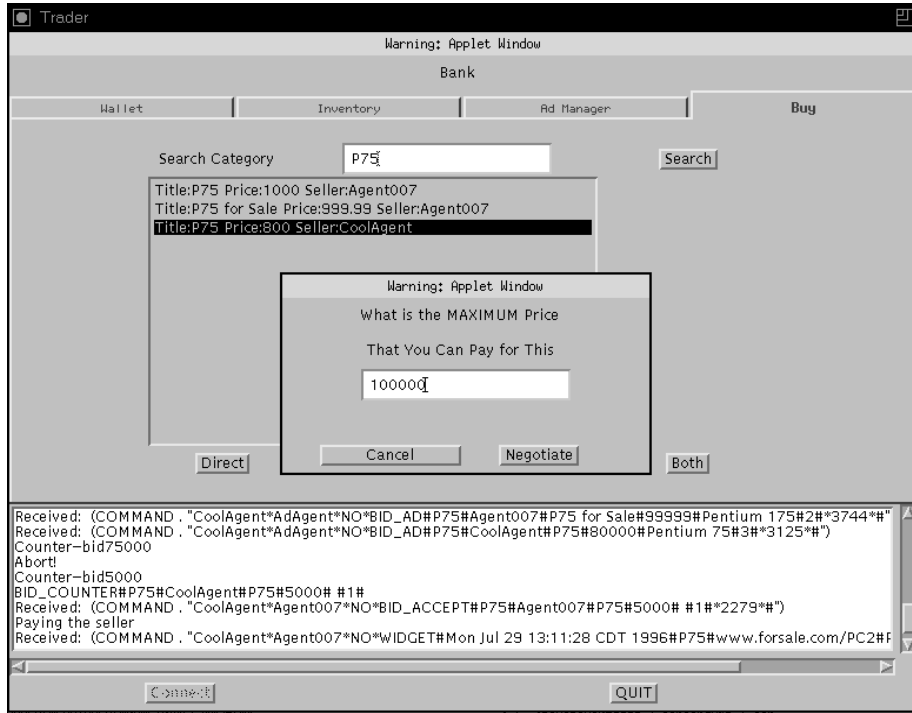 Trader
Warning: Applet Window
Bank
Wallet Inventory Ad Manager Buy
Search Category P75 Search
Title:P75 Price:1000 Seller:Agent007
Title:P75 for Sale Price:999.99 Seller:Agent007
Title:P75 Price:800 Seller:CoolAgent
Warning: Applet Window
What is the MAXIMUM Price
That You Can Pay for This
100000
Cancel Negotiate
Direct Both
Received: (COMMAND . "CoolAgent*AdAgent*NO*BID_AD#P75#Agent007#P75 for Sale#99999#Pentium 175#2#*3744*#"
Received: (COMMAND . "CoolAgent*AdAgent*NO*BID_AD#P75#CoolAgent#P75#80000#Pentium 75#3#*3125*#")
Counter-bid75000
Abort!
Counter-bid5000
BID_COUNTER#P75#CoolAgent#P75#5000# #1#
Received: (COMMAND . "CoolAgent*Agent007*NO*BID_ACCEPT#P75#Agent007#P75#5000# #1#*2279*#")
Paying the seller
Received: (COMMAND . "CoolAgent*Agent007*NO*WIDGET#Mon Jul 29 13:11:28 CDT 1996#P75#www.forsale.com/PC2#F
Connect QUIT